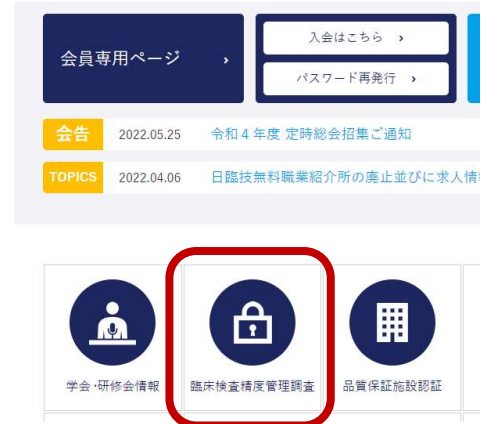 会員専用ページ ›
入会はこちら ›
パスワード再発行 ›
会告 2022.05.25 令和4年度 定時総会招集ご通知
TOPICS 2022.04.06 日臨技無料職業紹介所の廃止並びに求人情
学会・研修会情報
臨床検査精度管理調査
品質保証施設認証